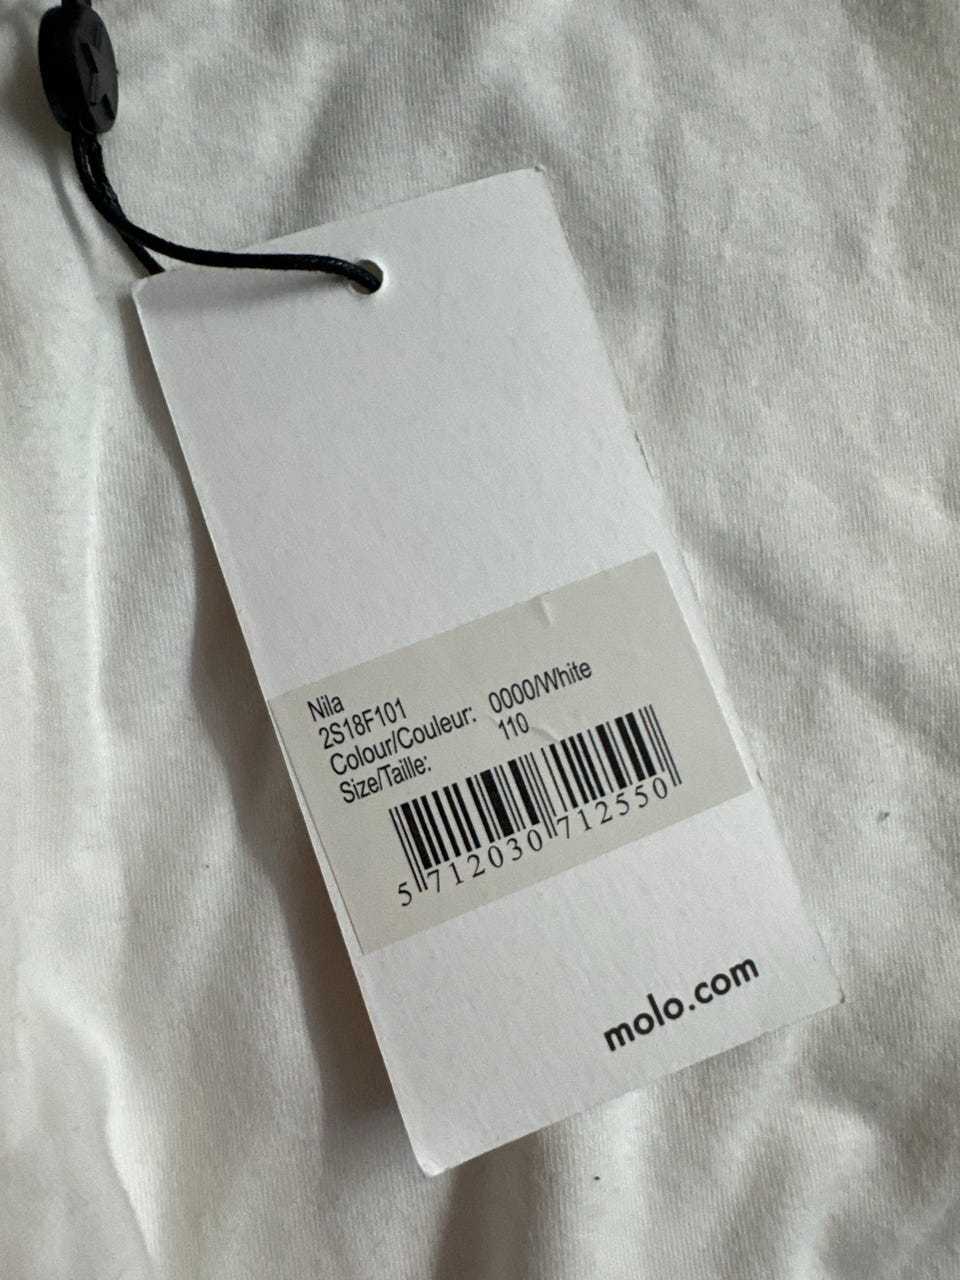 Nila
2S18F101
Colour/Couleur: 0000/White
Size/Taille: 110
5 712030 712550
molo.com